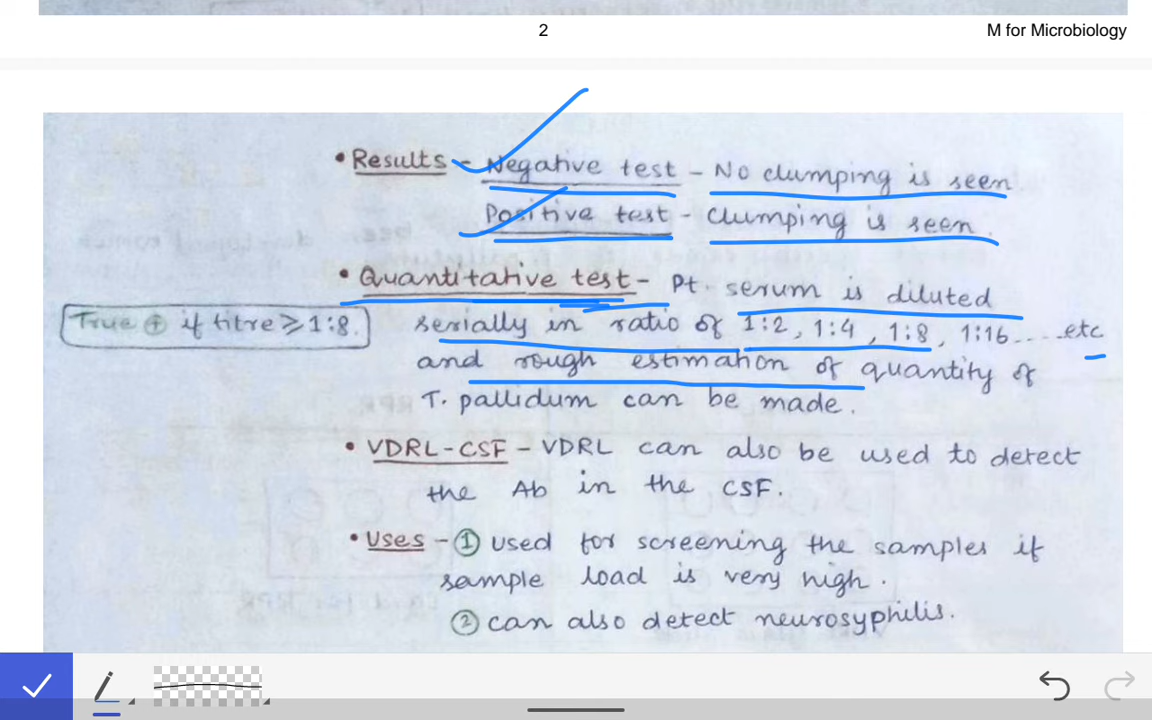 2
M for Microbiology
• Results - Negative test - No clumping is seen.
Positive test - Clumping is seen.
• Quantitative test - Pt. serum is diluted
True ⊕ if titre ≥ 1:8.
serially in ratio of 1:2, 1:4, 1:8, 1:16.....etc
and rough estimation of quantity of
T. pallidum can be made.
• VDRL-CSF - VDRL can also be used to detect
the Ab in the CSF.
• Uses - ① used for screening the samples if
sample load is very high.
② can also detect neurosyphilis.